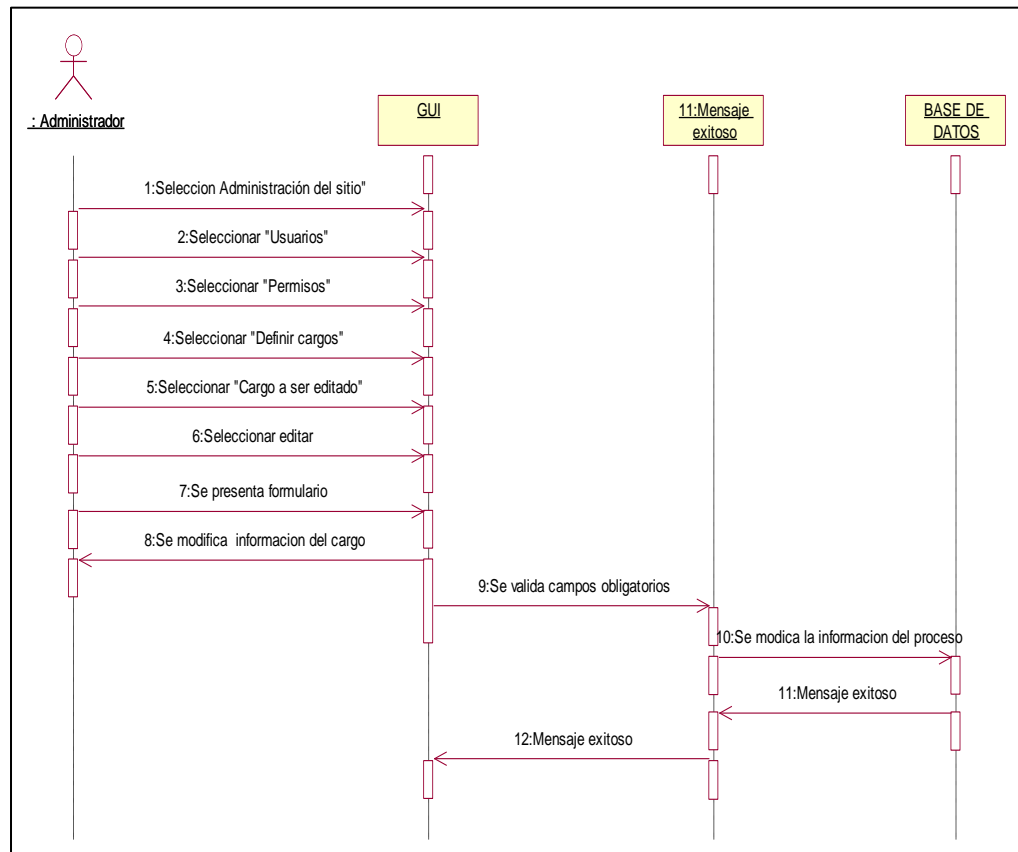 : Administrador
GUI
11:Mensaje
exitoso
BASE DE
DATOS
1:Seleccion Administración del sitio"
2:Seleccionar "Usuarios"
3:Seleccionar "Permisos"
4:Seleccionar "Definir cargos"
5:Seleccionar "Cargo a ser editado"
6:Seleccionar editar
7:Se presenta formulario
8:Se modifica informacion del cargo
9:Se valida campos obligatorios
10:Se modica la informacion del proceso
11:Mensaje exitoso
12:Mensaje exitoso